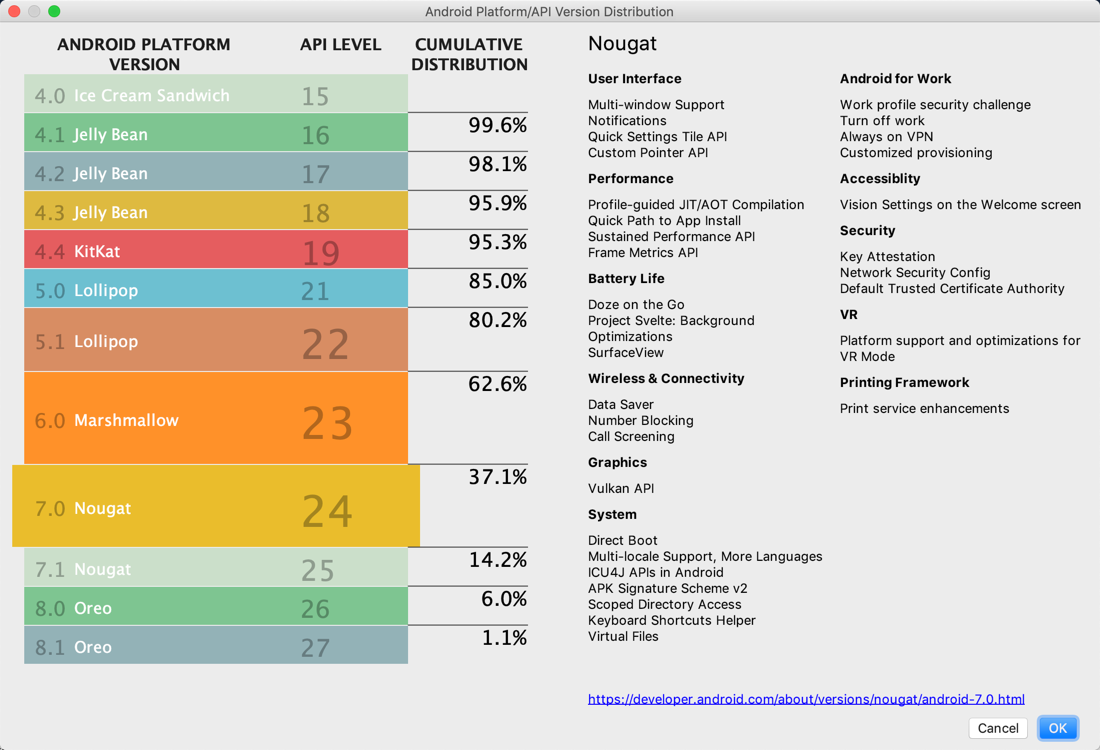 Android Platform/API Version Distribution
ANDROID PLATFORM
VERSION
API LEVEL
CUMULATIVE
DISTRIBUTION
4.0 Ice Cream Sandwich 15
99.6%
4.1 Jelly Bean 16
98.1%
4.2 Jelly Bean 17
95.9%
4.3 Jelly Bean 18
95.3%
4.4 KitKat 19
85.0%
5.0 Lollipop 21
80.2%
5.1 Lollipop 22
62.6%
6.0 Marshmallow 23
37.1%
7.0 Nougat 24
14.2%
7.1 Nougat 25
6.0%
8.0 Oreo 26
1.1%
8.1 Oreo 27
Nougat
User Interface
Multi-window Support
Notifications
Quick Settings Tile API
Custom Pointer API
Performance
Profile-guided JIT/AOT Compilation
Quick Path to App Install
Sustained Performance API
Frame Metrics API
Battery Life
Doze on the Go
Project Svelte: Background
Optimizations
SurfaceView
Wireless & Connectivity
Data Saver
Number Blocking
Call Screening
Graphics
Vulkan API
System
Direct Boot
Multi-locale Support, More Languages
ICU4J APIs in Android
APK Signature Scheme v2
Scoped Directory Access
Keyboard Shortcuts Helper
Virtual Files
Android for Work
Work profile security challenge
Turn off work
Always on VPN
Customized provisioning
Accessiblity
Vision Settings on the Welcome screen
Security
Key Attestation
Network Security Config
Default Trusted Certificate Authority
VR
Platform support and optimizations for
VR Mode
Printing Framework
Print service enhancements
https://developer.android.com/about/versions/nougat/android-7.0.html
Cancel
OK